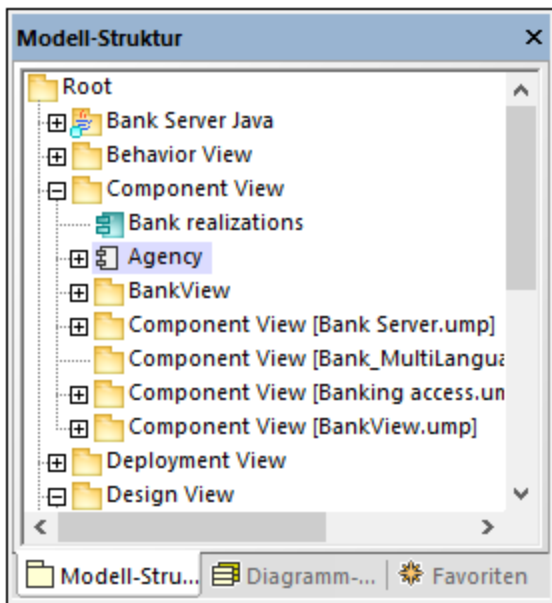 Modell-Struktur
Root
Bank Server Java
Behavior View
Component View
Bank realizations
Agency
BankView
Component View [Bank Server.ump]
Component View [Bank_MultiLangua
Component View [Banking access.um
Component View [BankView.ump]
Deployment View
Design View
Modell-Stru... Diagramm-... Favoriten